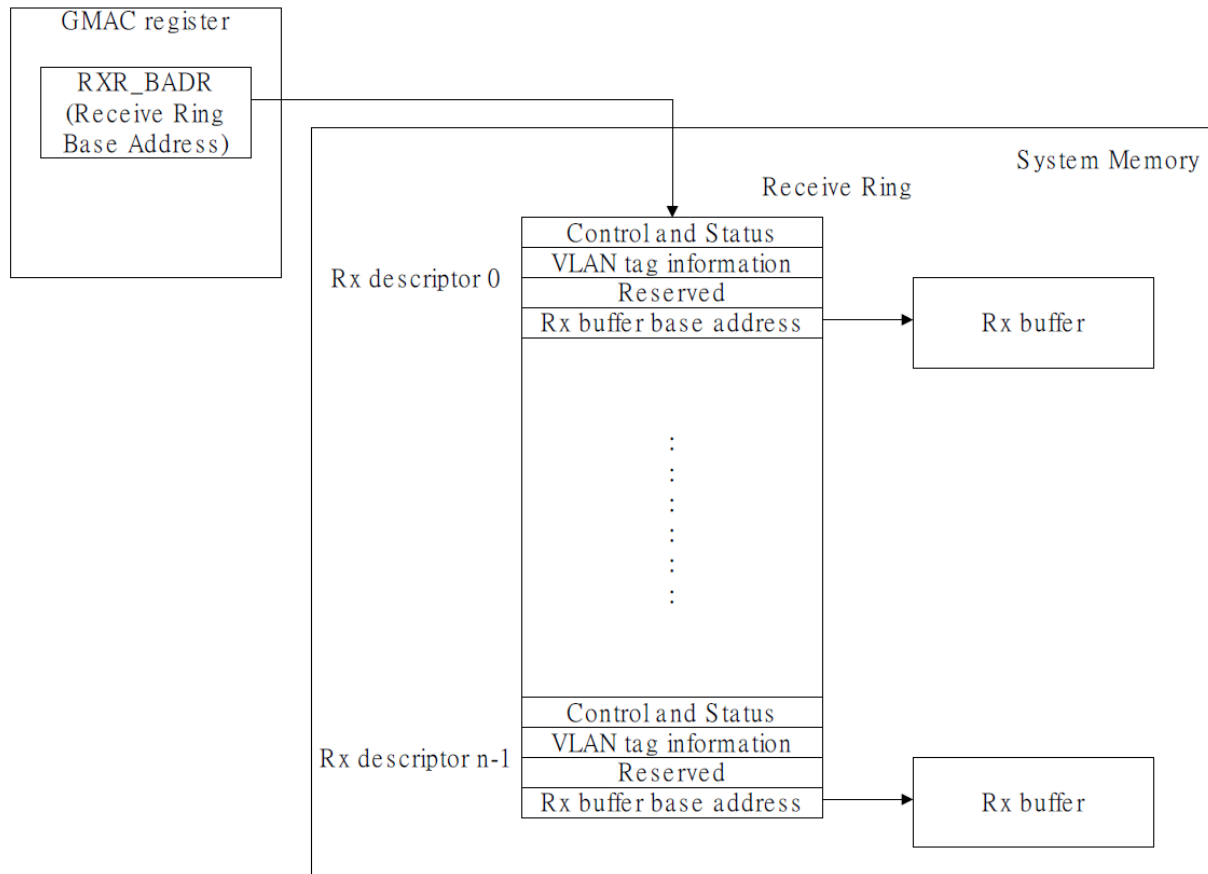 GMAC register
RXR_BADR
(Receive Ring
Base Address)
System Memory
Receive Ring
Control and Status
VLAN tag information
Rx descriptor 0
Reserved
Rx buffer base address
Rx buffer
:
:
:
:
:
:
Control and Status
VLAN tag information
Rx descriptor n-1
Reserved
Rx buffer base address
Rx buffer